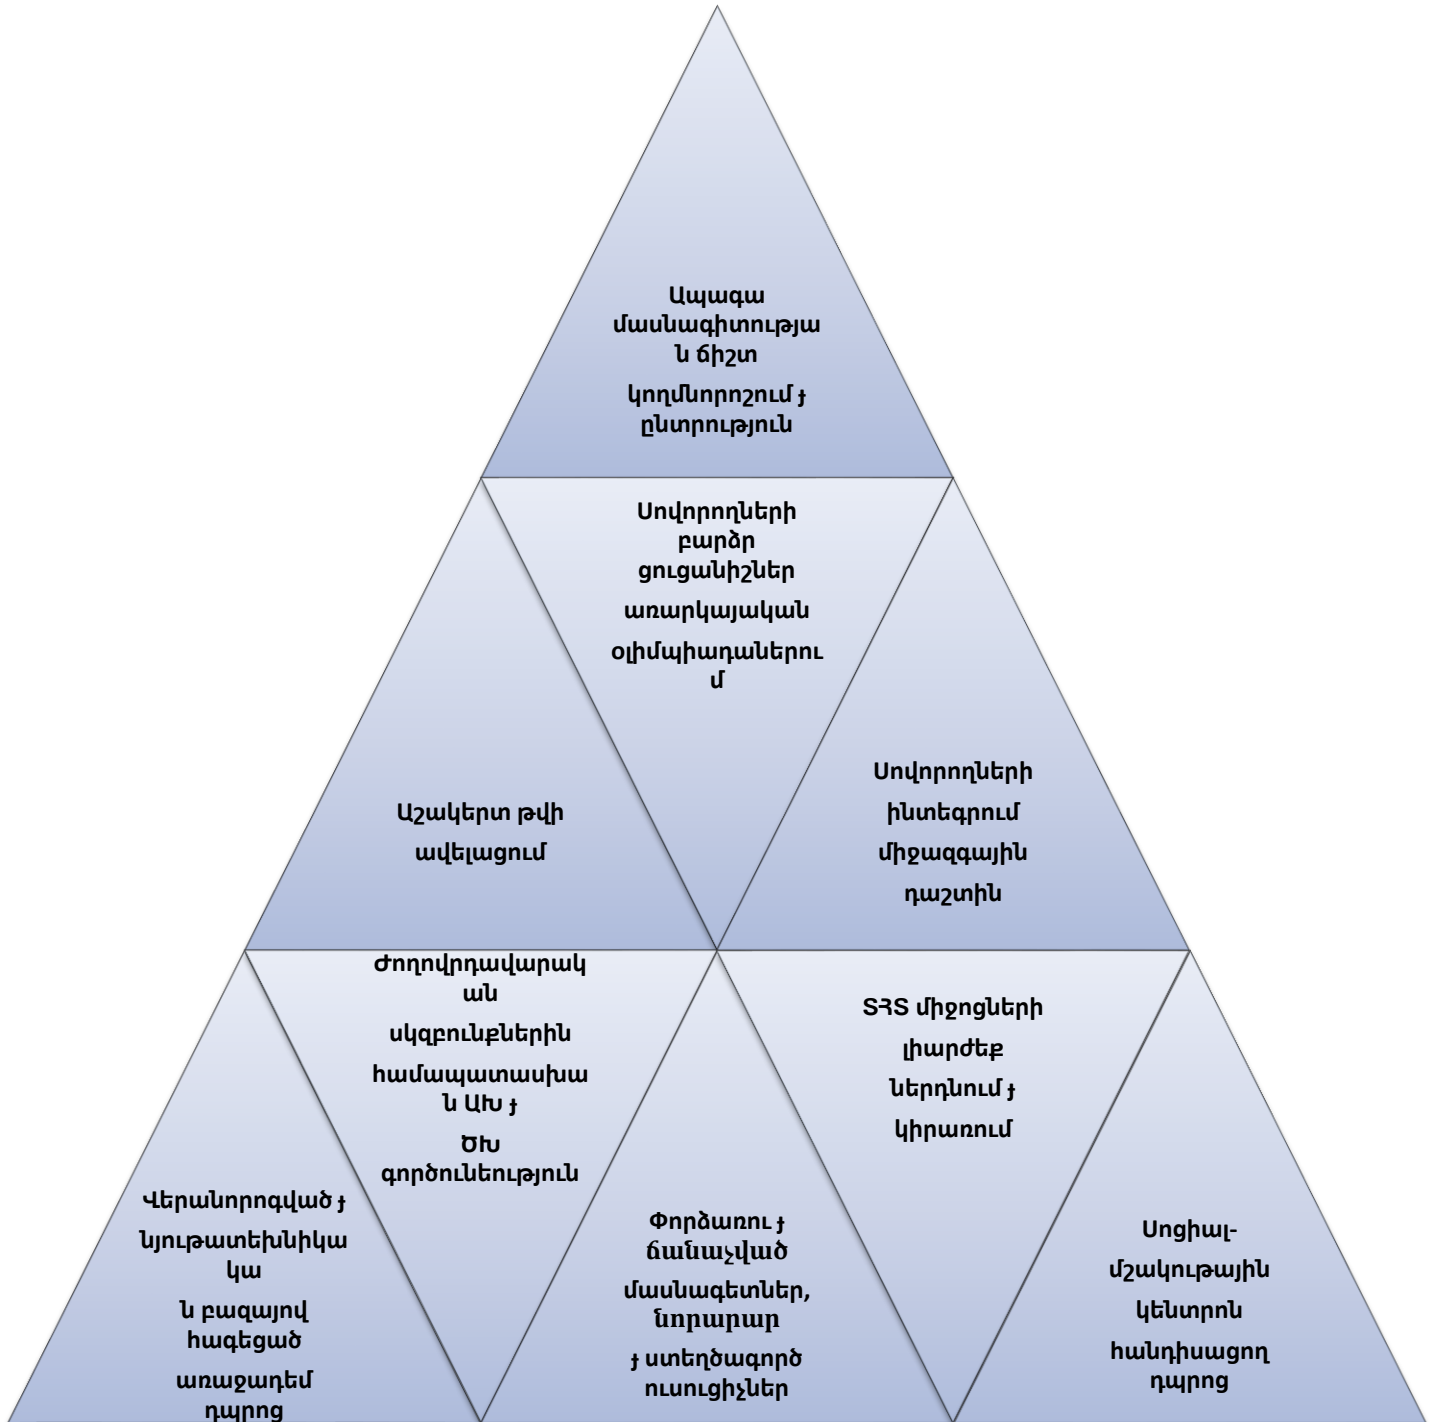 Ապագա
մասնագիտությա
ն ճիշտ
կողմնորոշում ɟ
ընտրություն
Սովորողների
բարձր
ցուցանիշներ
առարկայական
օլիմպիադաներու
մ
Աշակերտ թվի
ավելացում
Սովորողների
ինտեգրում
միջազգային
դաշտին
Վերանորոգված ɟ
նյութատեխնիկա
կա
ն բազայով
հագեցած
առաջադեմ
դպրոց
Ժողովրդավարակ
ան
սկզբունքներին
համապատասխա
ն ԱԽ ɟ
ԾԽ
գործունեություն
Փորձառու ɟ
ճանաչված
մասնագետներ,
նորարար
ɟ ստեղծագործ
ուսուցիչներ
ՏՀՏ միջոցների
լիարժեք
ներդնում ɟ
կիրառում
Սոցիալ-
մշակութային
կենտրոն
հանդիսացող
դպրոց